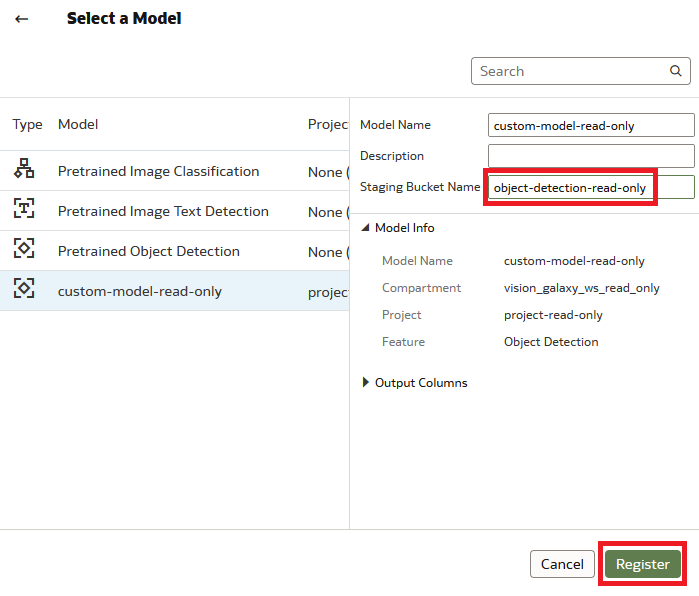 ← Select a Model
Search
Type Model Projec
Pretrained Image Classification None (
Pretrained Image Text Detection None (
Pretrained Object Detection None (
custom-model-read-only projec
Model Name custom-model-read-only
Description
Staging Bucket Name object-detection-read-only
Model Info
Model Name custom-model-read-only
Compartment vision_galaxy_ws_read_only
Project project-read-only
Feature Object Detection
Output Columns
Cancel Register